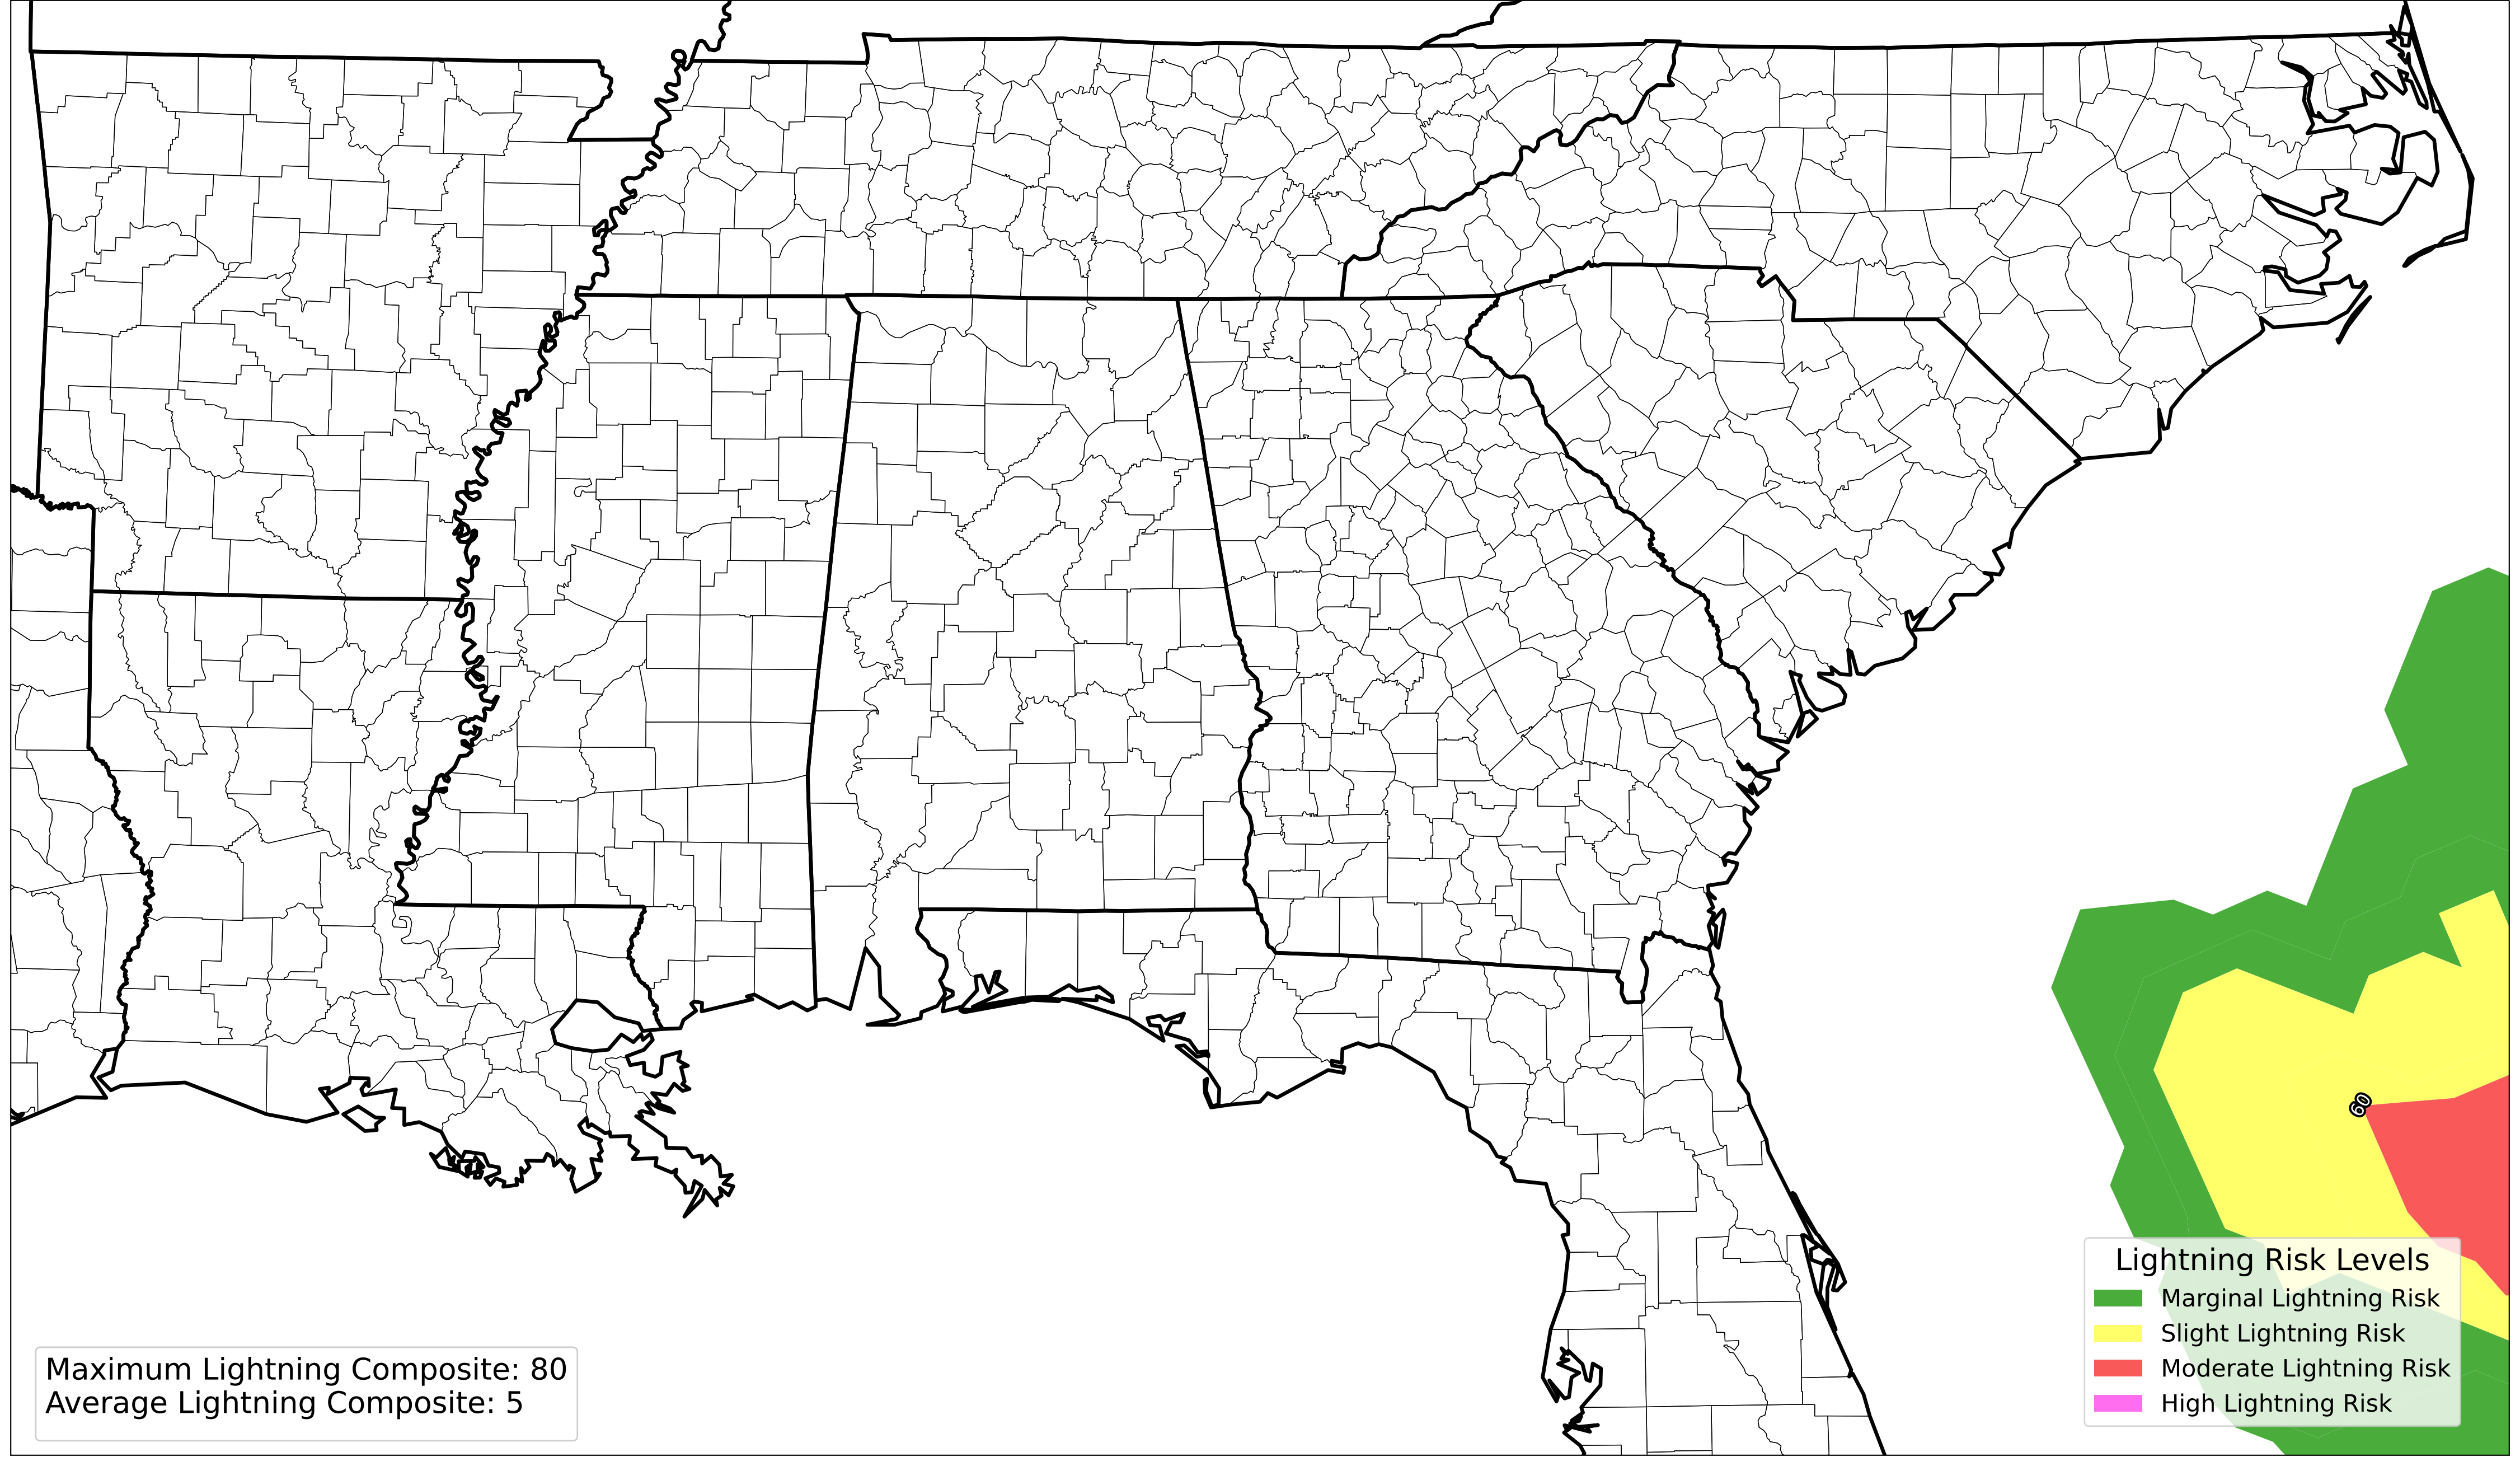 60
Lightning Risk Levels
Marginal Lightning Risk
Slight Lightning Risk
Moderate Lightning Risk
High Lightning Risk
Maximum Lightning Composite: 80
Average Lightning Composite: 5